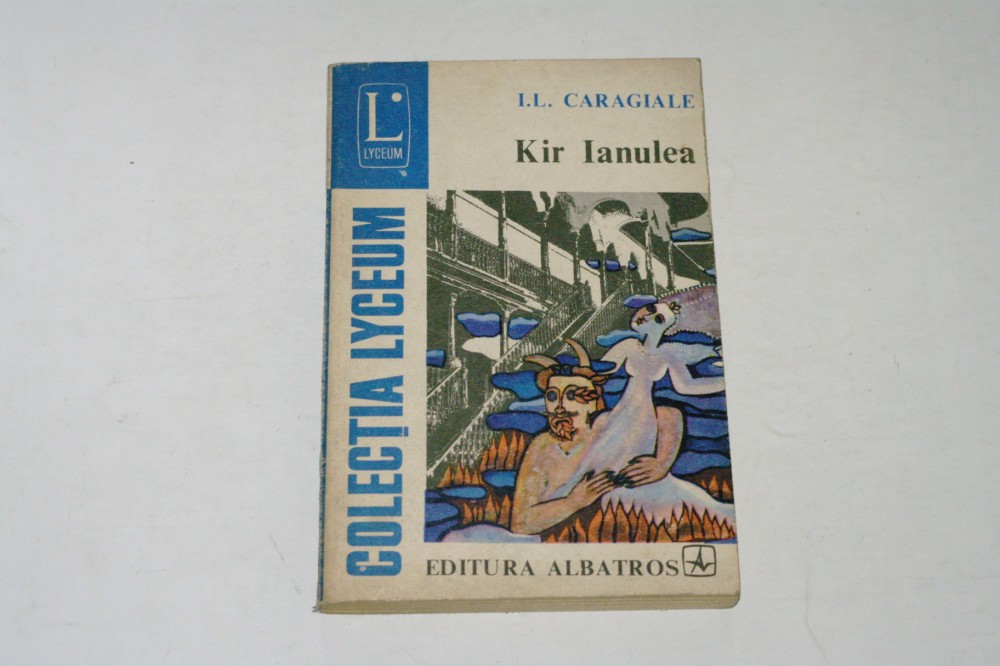 L
LYCEUM
I.L. CARAGIALE
Kir Ianulea
COLECȚIA LYCEUM
EDITURA ALBATROS